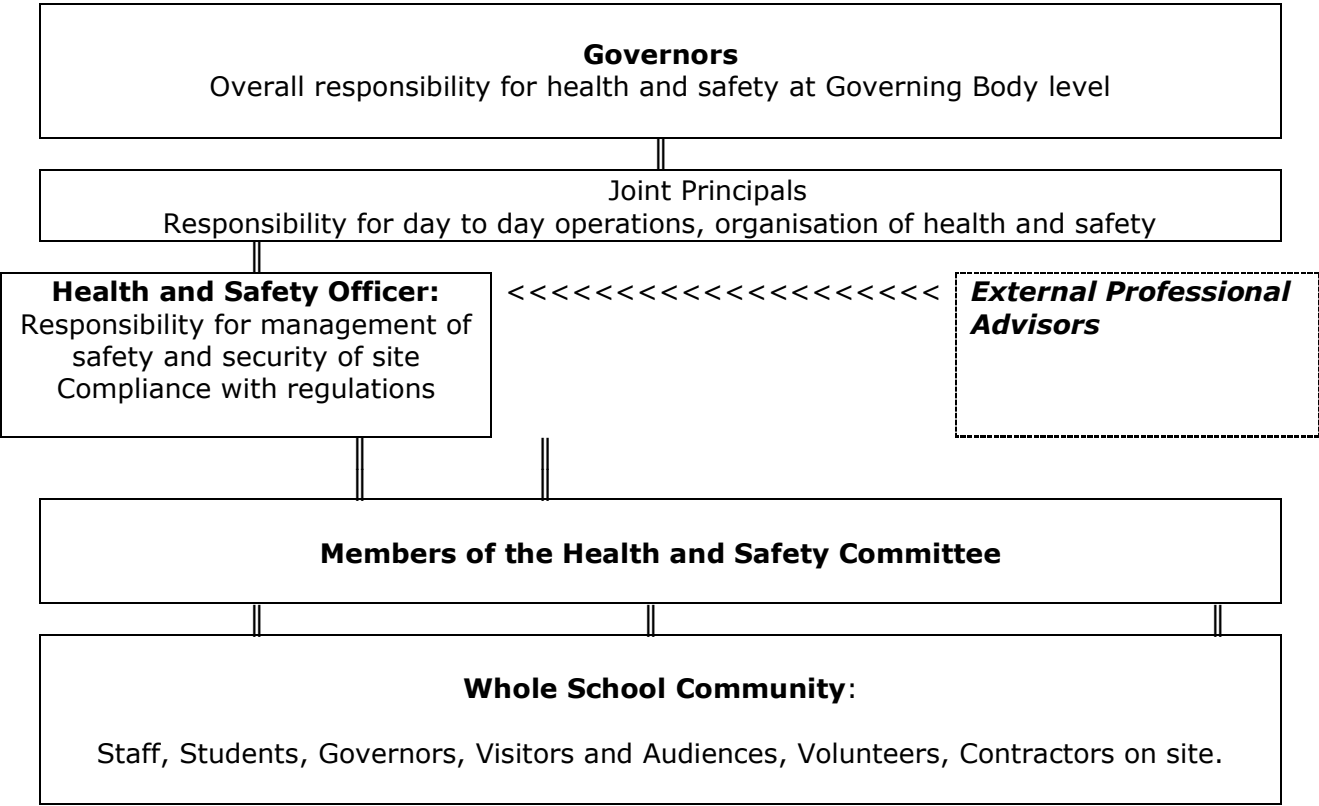 Governors
Overall responsibility for health and safety at Governing Body level
Joint Principals
Responsibility for day to day operations, organisation of health and safety
Health and Safety Officer:
Responsibility for management of
safety and security of site
Compliance with regulations
<<<<<<<<<<<<<<<<<<<<
External Professional
Advisors
Members of the Health and Safety Committee
Whole School Community:
Staff, Students, Governors, Visitors and Audiences, Volunteers, Contractors on site.